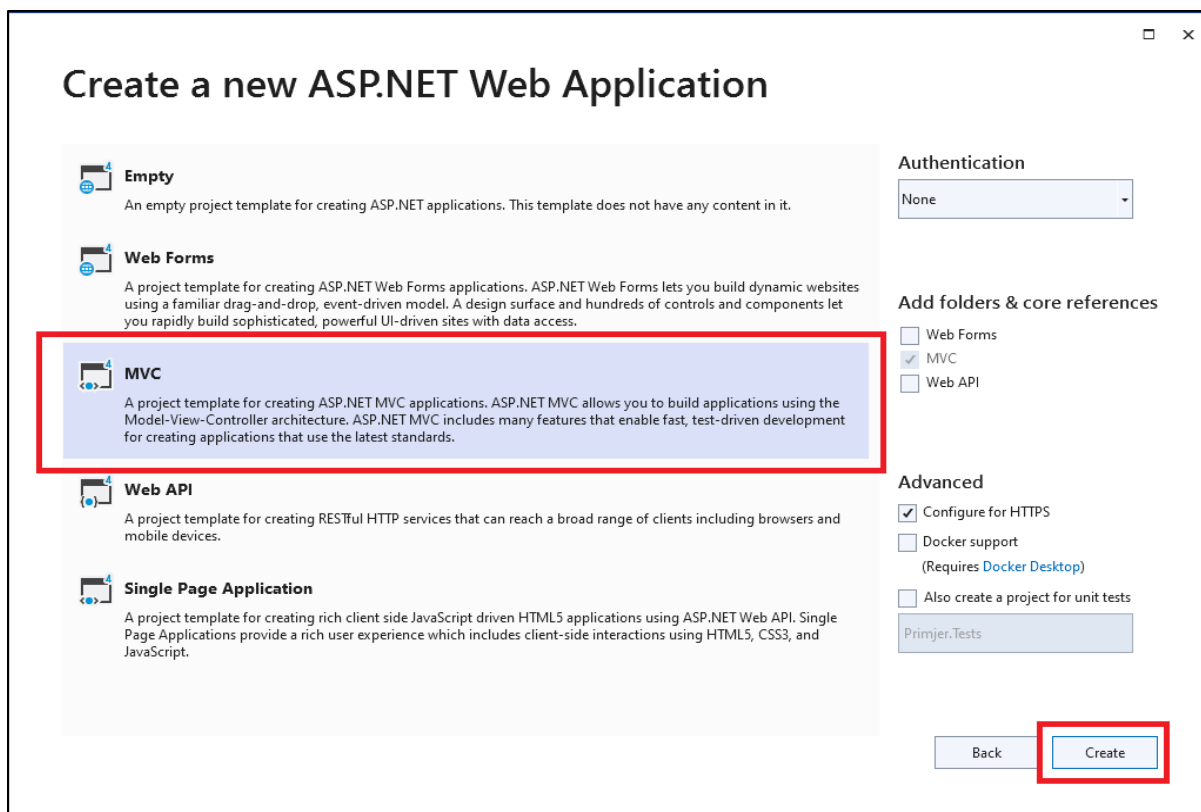 Create a new ASP.NET Web Application
Empty
An empty project template for creating ASP.NET applications. This template does not have any content in it.
Web Forms
A project template for creating ASP.NET Web Forms applications. ASP.NET Web Forms lets you build dynamic websites
using a familiar drag-and-drop, event-driven model. A design surface and hundreds of controls and components let
you rapidly build sophisticated, powerful UI-driven sites with data access.
MVC
A project template for creating ASP.NET MVC applications. ASP.NET MVC allows you to build applications using the
Model-View-Controller architecture. ASP.NET MVC includes many features that enable fast, test-driven development
for creating applications that use the latest standards.
Web API
A project template for creating RESTful HTTP services that can reach a broad range of clients including browsers and
mobile devices.
Single Page Application
A project template for creating rich client side JavaScript driven HTML5 applications using ASP.NET Web API. Single
Page Applications provide a rich user experience which includes client-side interactions using HTML5, CSS3, and
JavaScript.
Authentication
None
Add folders & core references
Web Forms
MVC
Web API
Advanced
Configure for HTTPS
Docker support
(Requires Docker Desktop)
Also create a project for unit tests
Primjer.Tests
Back
Create